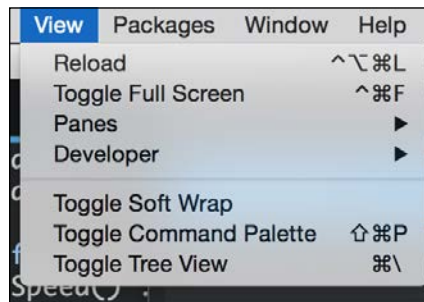 View Packages Window Help
Reload ^⌥⌘L
Toggle Full Screen ^⌘F
Panes ▶
Developer ▶
Toggle Soft Wrap
Toggle Command Palette ⇧⌘P
Toggle Tree View ⌘\
Speed() :